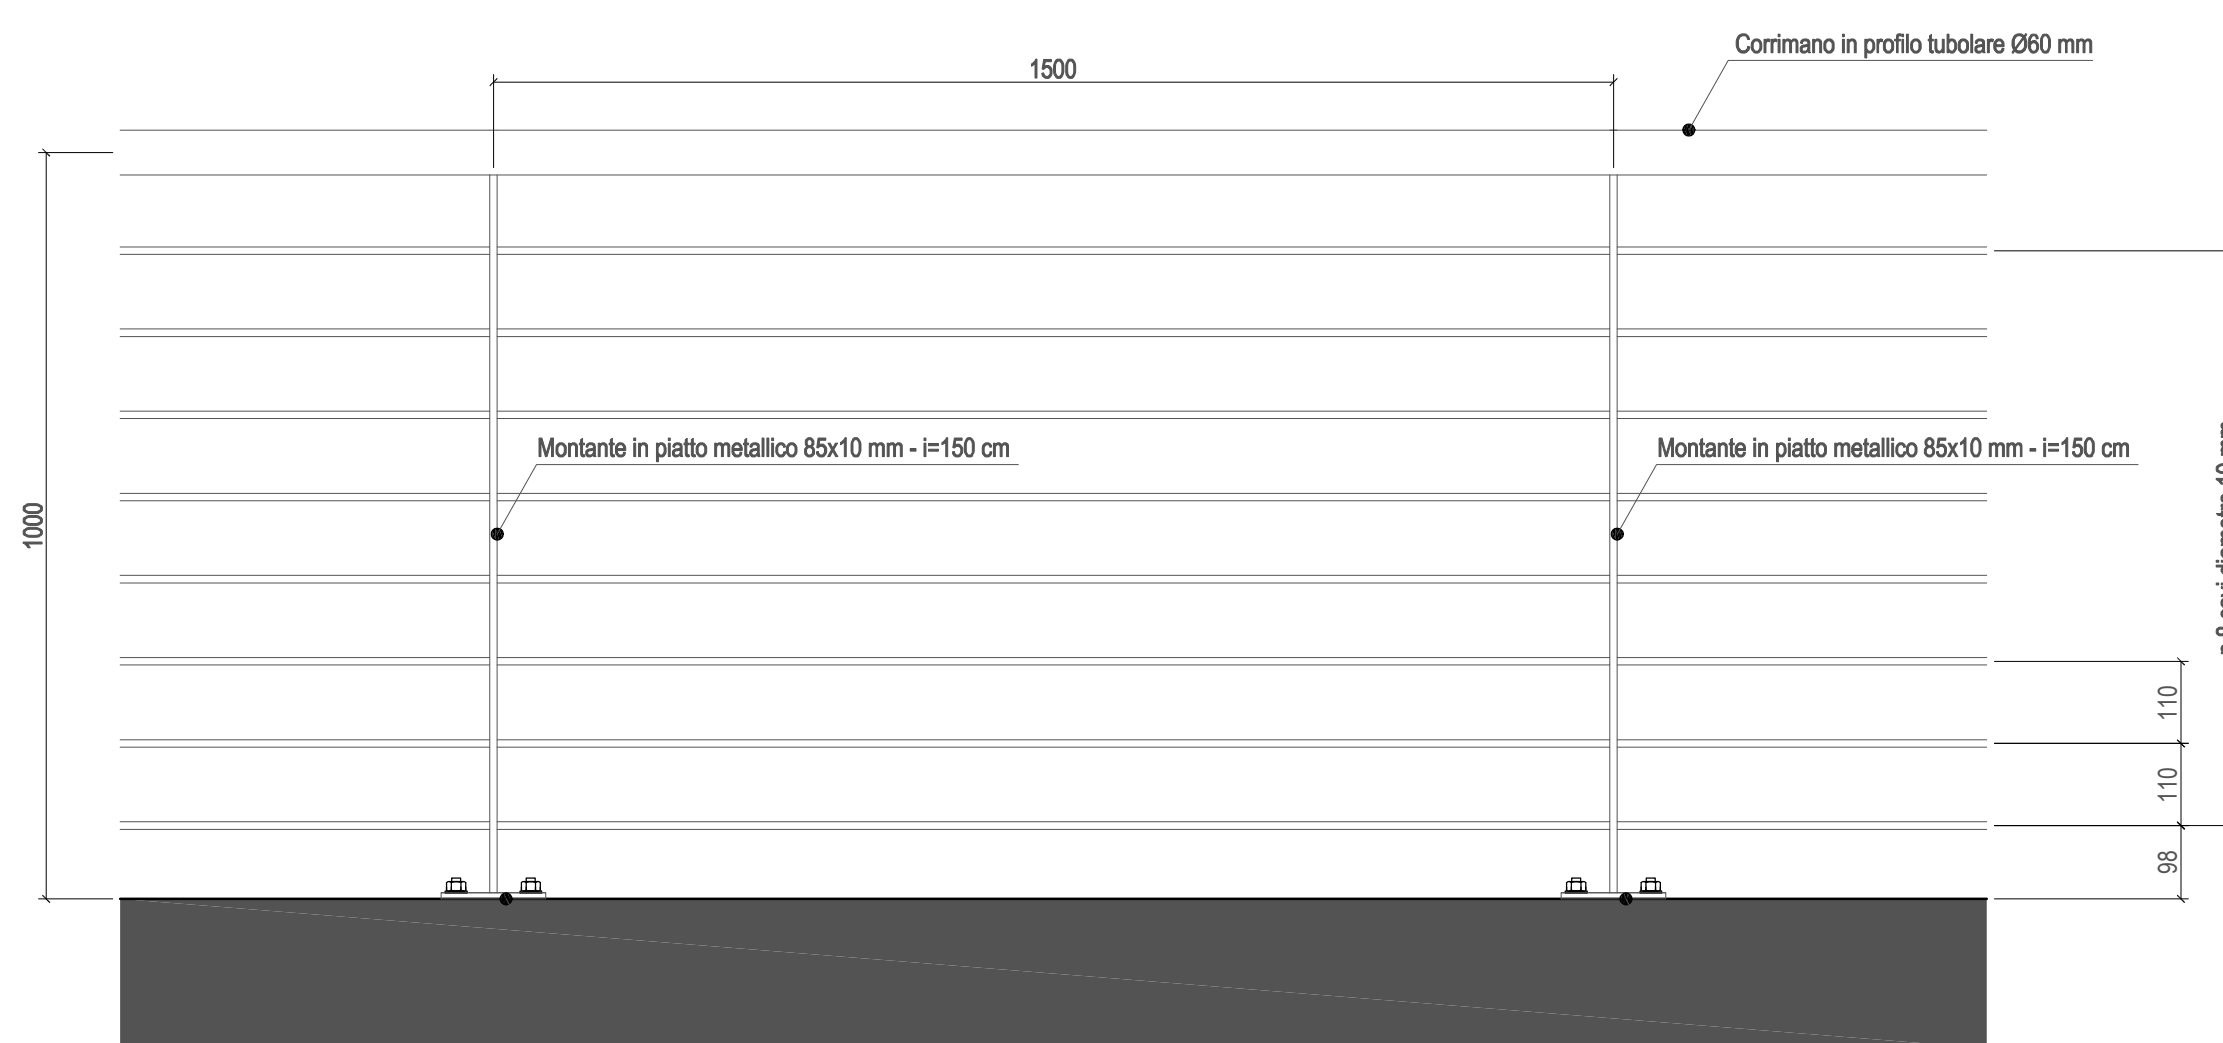 Corrimano in profilo tubolare Ø60 mm
1500
Montante in piatto metallico 85x10 mm - i=150 cm
Montante in piatto metallico 85x10 mm - i=150 cm
1000
110
110
98